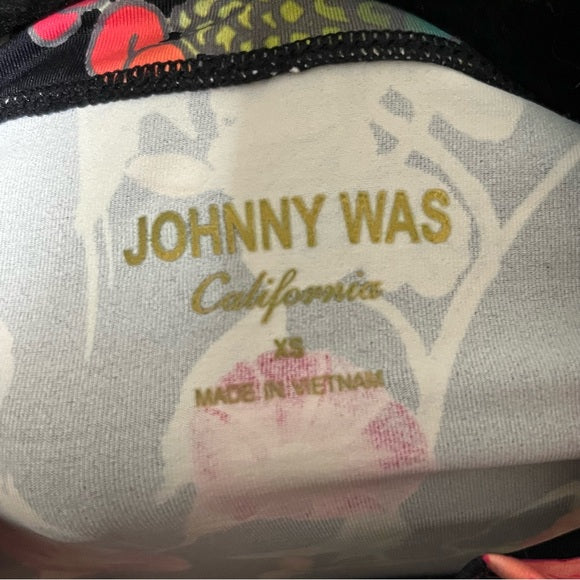 JOHNNY WAS
California
XS
MADE IN VIETNAM